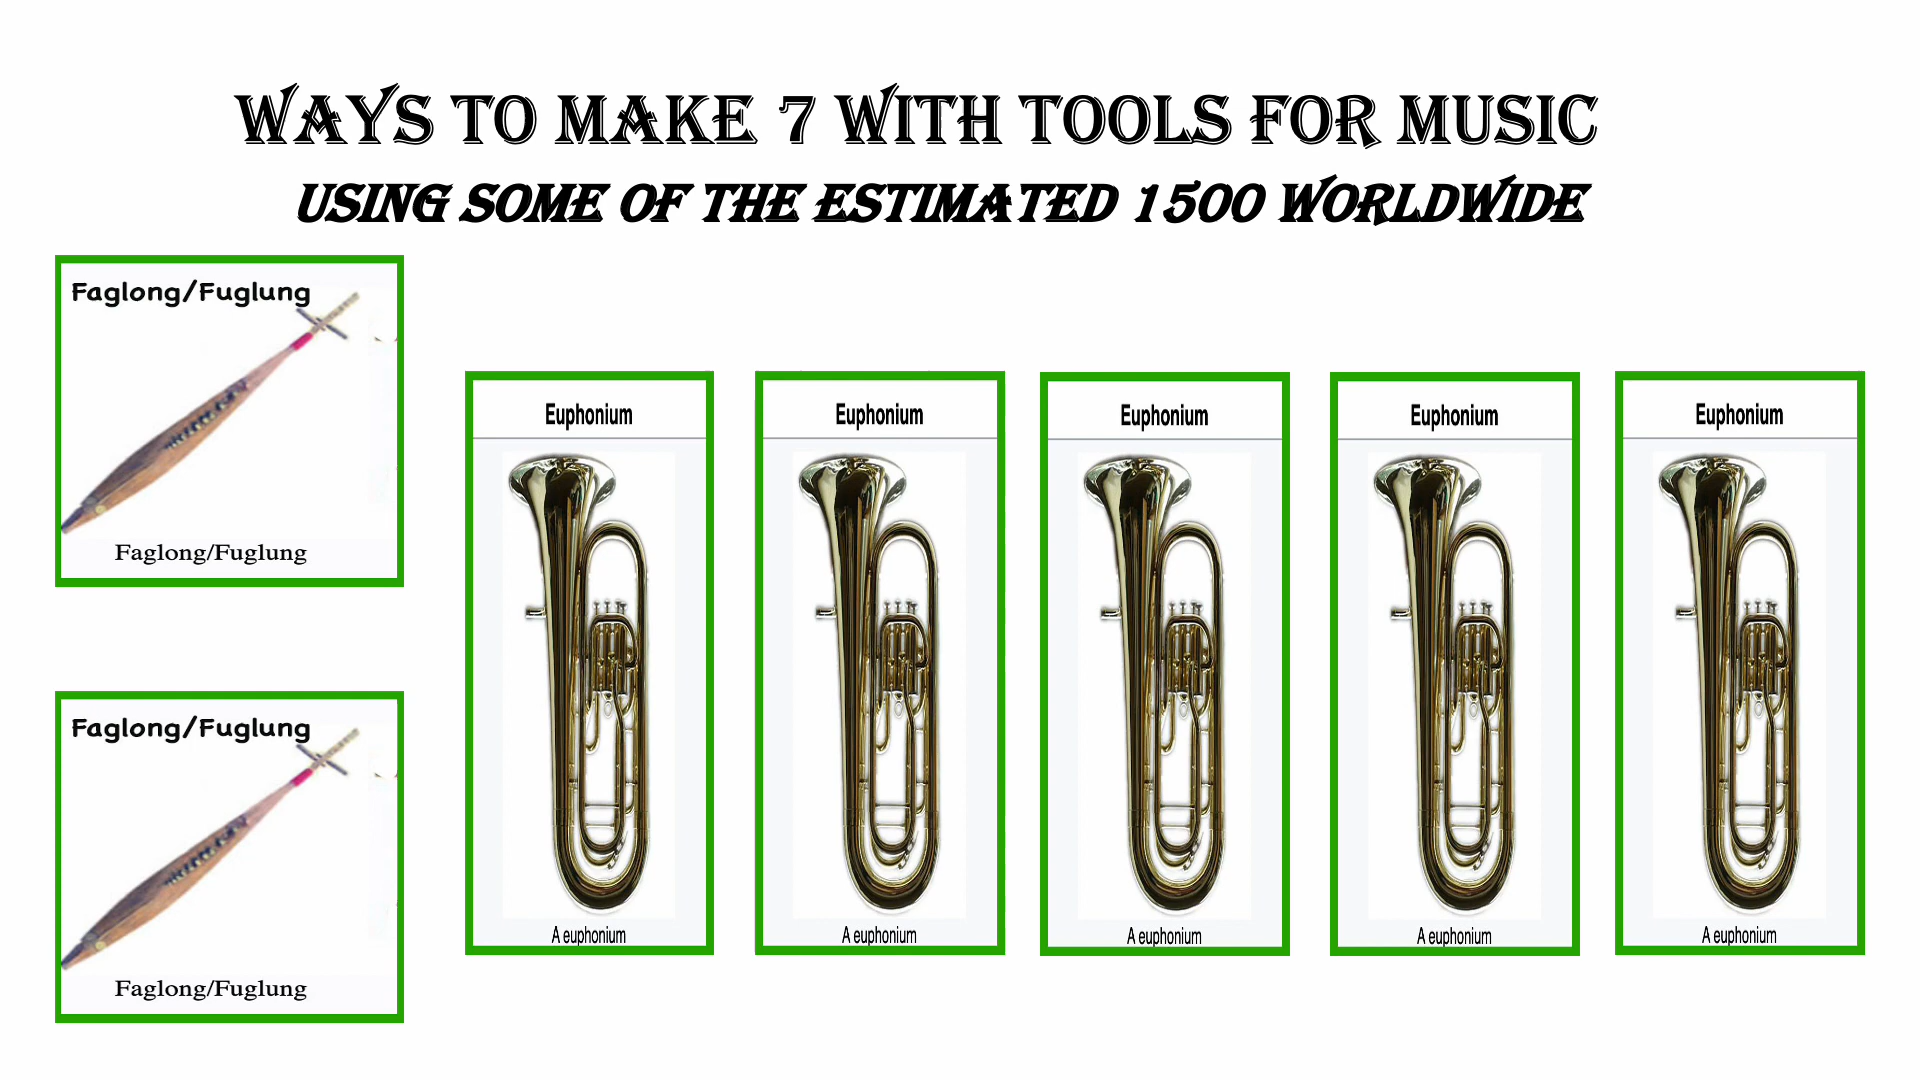 WAYS TO MAKE 7 WITH TOOLS FOR MUSIC
USING SOME OF THE ESTIMATED 1500 WORLDWIDE
Faglong/Fuglung
Faglong/Fuglung
Faglong/Fuglung
Faglong/Fuglung
Euphonium
A euphonium
Euphonium
A euphonium
Euphonium
A euphonium
Euphonium
A euphonium
Euphonium
A euphonium